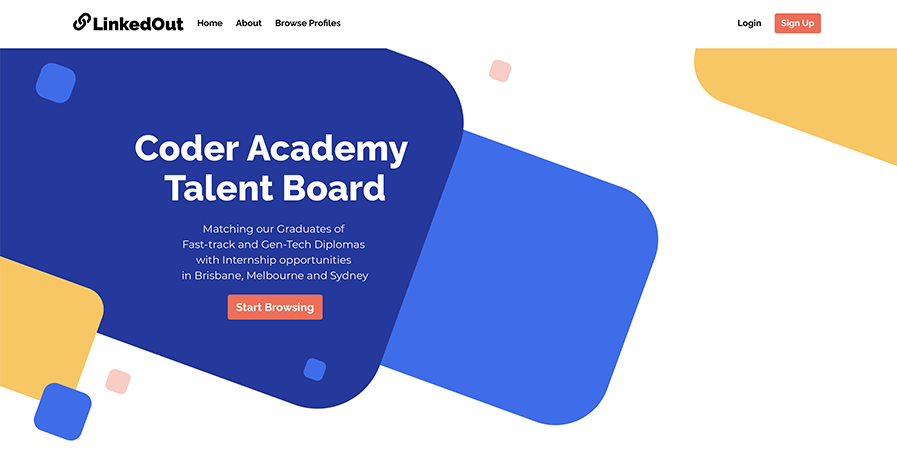 LinkedOut Home About Browse Profiles Login Sign Up
Coder Academy
Talent Board
Matching our Graduates of
Fast-track and Gen-Tech Diplomas
with Internship opportunities
in Brisbane, Melbourne and Sydney
Start Browsing